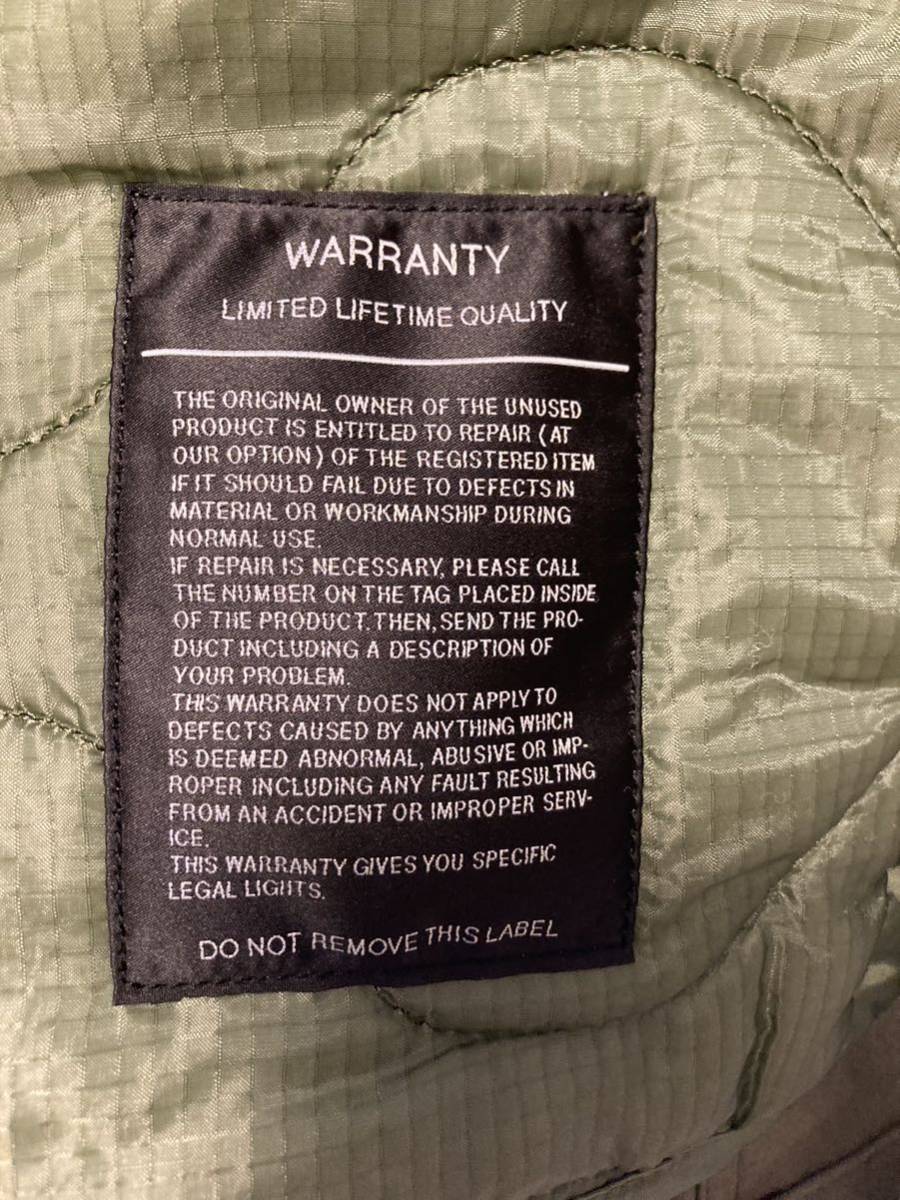 WARRANTY
LIMITED LIFETIME QUALITY
THE ORIGINAL OWNER OF THE UNUSED
PRODUCT IS ENTITLED TO REPAIR (AT
OUR OPTION) OF THE REGISTERED ITEM
IF IT SHOULD FAIL DUE TO DEFECTS IN
MATERIAL OR WORKMANSHIP DURING
NORMAL USE.
IF REPAIR IS NECESSARY, PLEASE CALL
THE NUMBER ON THE TAG PLACED INSIDE
OF THE PRODUCT. THEN, SEND THE PRO-
DUCT INCLUDING A DESCRIPTION OF
YOUR PROBLEM.
THIS WARRANTY DOES NOT APPLY TO
DEFECTS CAUSED BY ANYTHING WHICH
IS DEEMED ABNORMAL, ABUSIVE OR IMP-
ROPER INCLUDING ANY FAULT RESULTING
FROM AN ACCIDENT OR IMPROPER SERV-
ICE.
THIS WARRANTY GIVES YOU SPECIFIC
LEGAL LIGHTS.
DO NOT REMOVE THIS LABEL